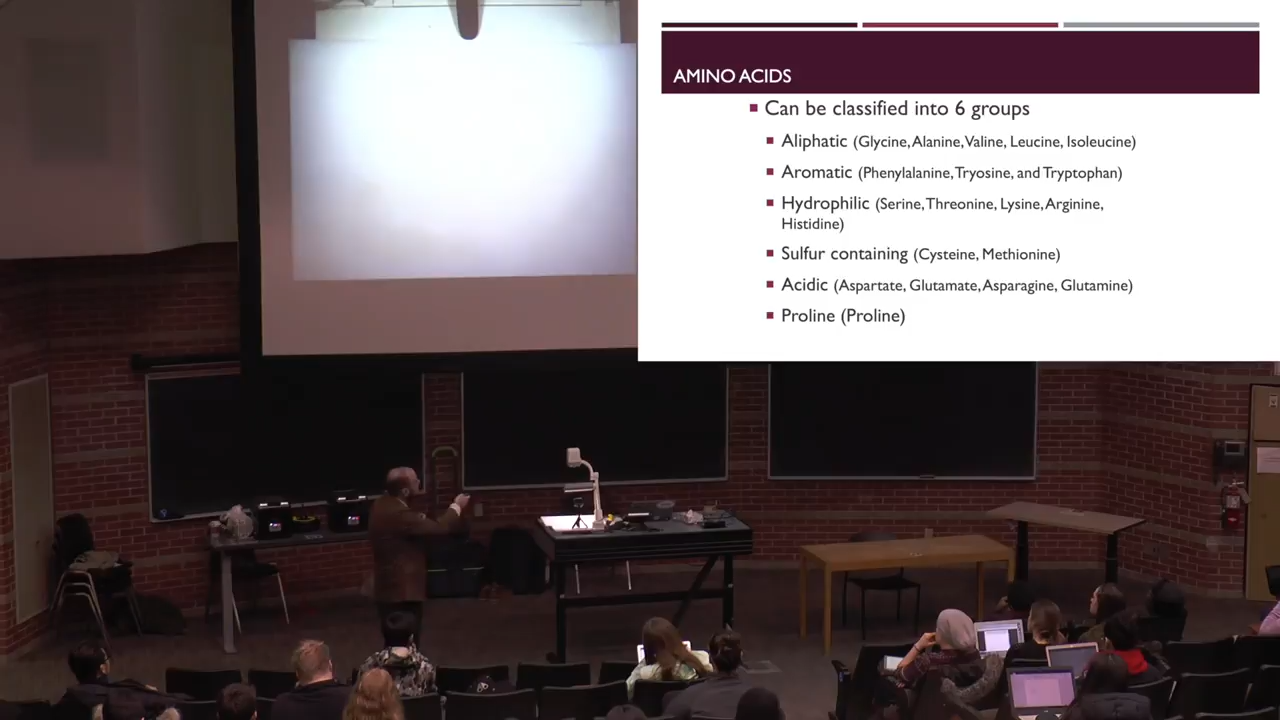 AMINO ACIDS
Can be classified into 6 groups
Aliphatic (Glycine, Alanine, Valine, Leucine, Isoleucine)
Aromatic (Phenylalanine, Tryosine, and Tryptophan)
Hydrophilic (Serine, Threonine, Lysine, Arginine,
Histidine)
Sulfur containing (Cysteine, Methionine)
Acidic (Aspartate, Glutamate, Asparagine, Glutamine)
Proline (Proline)